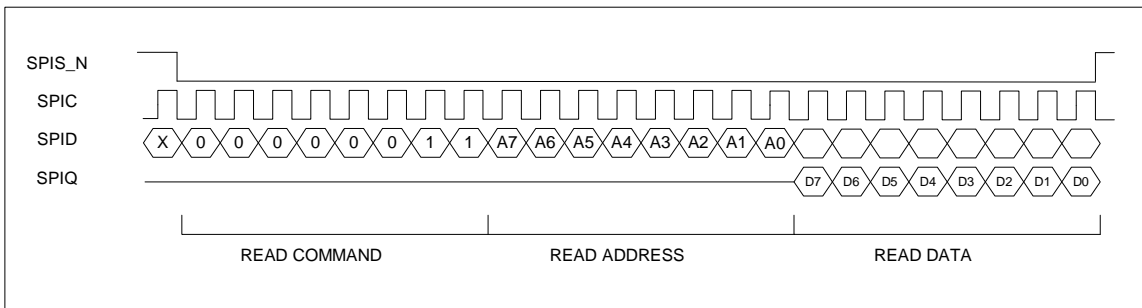 SPIS_N
SPIC
SPID X 0 0 0 0 0 0 1 1 A7 A6 A5 A4 A3 A2 A1 A0
SPIQ D7 D6 D5 D4 D3 D2 D1 D0
READ COMMAND READ ADDRESS READ DATA